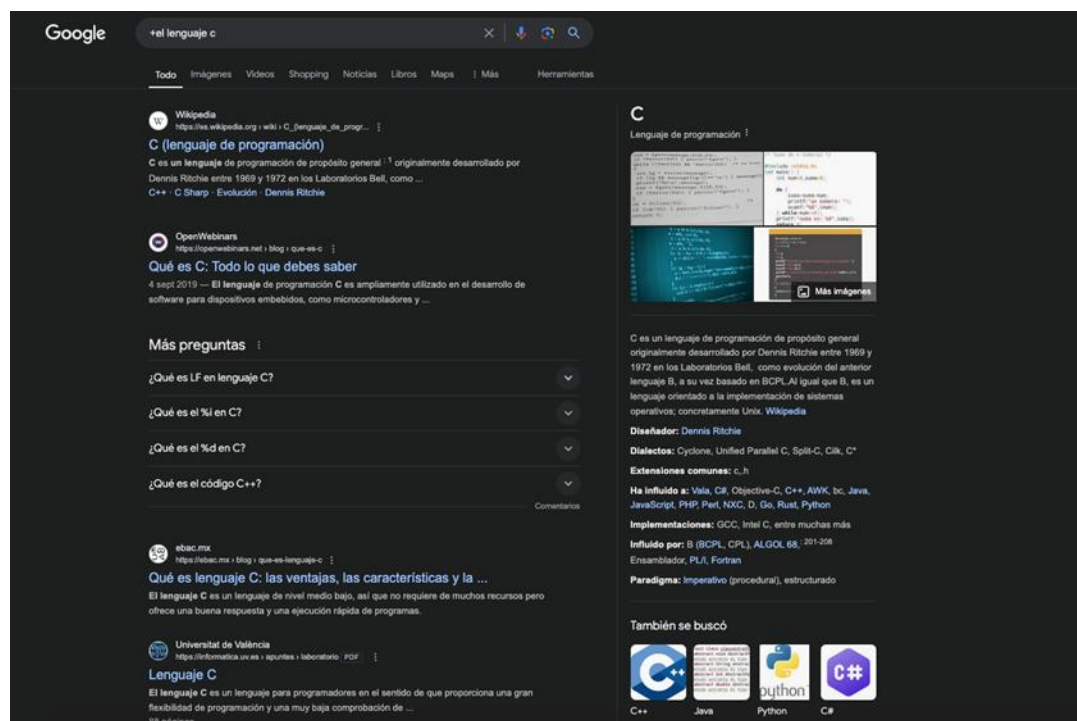 Google
+el lenguaje c
Todo Imágenes Videos Shopping Noticias Libros Maps Más Herramientas
Wikipedia
https://es.wikipedia.org › wiki › C_(lenguaje_de_progr...
C (lenguaje de programación)
C es un lenguaje de programación de propósito general : 1 originalmente desarrollado por
Dennis Ritchie entre 1969 y 1972 en los Laboratorios Bell, como ...
C++ · C Sharp · Evolución · Dennis Ritchie
OpenWebinars
https://openwebinars.net › blog › que-es-c
Qué es C: Todo lo que debes saber
4 sept 2019 — El lenguaje de programación C es ampliamente utilizado en el desarrollo de
software para dispositivos embebidos, como microcontroladores y ...
Más preguntas
¿Qué es LF en lenguaje C?
¿Qué es el %i en C?
¿Qué es el %d en C?
¿Qué es el código C++?
Comentarios
ebac.mx
https://ebac.mx › blog › que-es-lenguaje-c
Qué es lenguaje C: las ventajas, las características y la ...
El lenguaje C es un lenguaje de nivel medio bajo, así que no requiere de muchos recursos pero
ofrece una buena respuesta y una ejecución rápida de programas.
Universitat de València
https://informatica.uv.es › apuntes › laboratorio PDF
Lenguaje C
El lenguaje C es un lenguaje para programadores en el sentido de que proporciona una gran
flexibilidad de programación y una muy baja comprobación de ...
C
Lenguaje de programación
Más imágenes
C es un lenguaje de programación de propósito general
originalmente desarrollado por Dennis Ritchie entre 1969 y
1972 en los Laboratorios Bell, como evolución del anterior
lenguaje B, a su vez basado en BCPL.Al igual que B, es un
lenguaje orientado a la implementación de sistemas
operativos; concretamente Unix. Wikipedia
Diseñador: Dennis Ritchie
Dialectos: Cyclone, Unified Parallel C, Split-C, Cilk, C*
Extensiones comunes: c,.h
Ha influido a: Vala, C#, Objective-C, C++, AWK, bc, Java,
JavaScript, PHP, Perl, NXC, D, Go, Rust, Python
Implementaciones: GCC, Intel C, entre muchas más
Influido por: B (BCPL, CPL), ALGOL 68, : 201-206
Ensamblador, PL/I, Fortran
Paradigma: Imperativo (procedural), estructurado
También se buscó
C++
python
C#
C++ Java Python C#